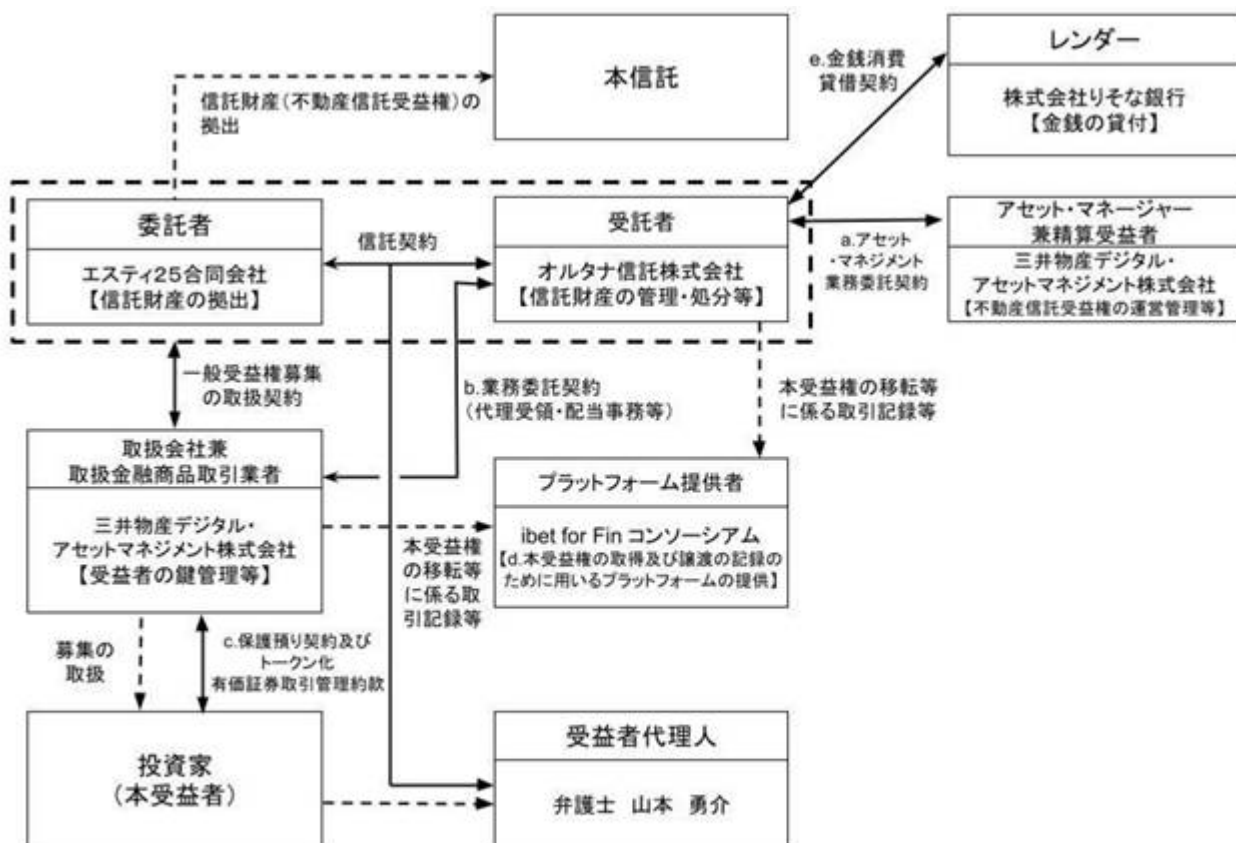 本信託
信託財産(不動産信託受益権)の
拠出
e.金銭消費
貸借契約
レンダー
株式会社りそな銀行
【金銭の貸付】
委託者
エスティ25合同会社
【信託財産の拠出】
信託契約
受託者
オルタナ信託株式会社
【信託財産の管理・処分等】
a.アセット
・マネジメント
業務委託契約
アセット・マネージャー
兼精算受益者
三井物産デジタル・
アセットマネジメント株式会社
【不動産信託受益権の運営管理等】
一般受益権募集
の取扱契約
b.業務委託契約
(代理受領・配当事務等)
本受益権の移転等
に係る取引記録等
取扱会社兼
取扱金融商品取引業者
三井物産デジタル・
アセットマネジメント株式会社
【受益者の鍵管理等】
本受益権
の移転等
に係る取
引記録等
プラットフォーム提供者
ibet for Fin コンソーシアム
【d.本受益権の取得及び譲渡の記録の
ために用いるプラットフォームの提供】
募集の
取扱
c.保護預り契約及び
トークン化
有価証券取引管理約款
投資家
(本受益者)
受益者代理人
弁護士 山本 勇介